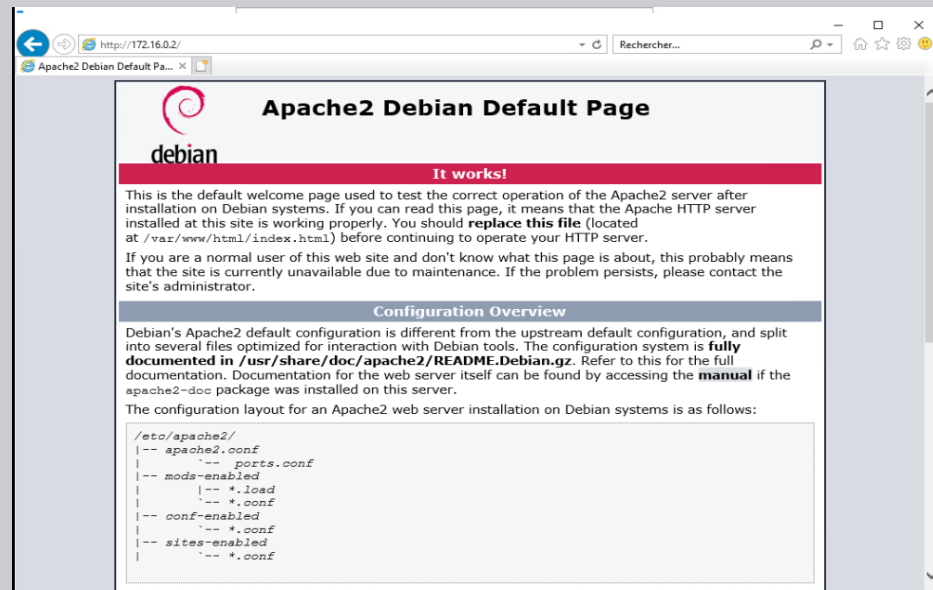 http://172.16.0.2/
Rechercher...
Apache2 Debian Default Pa...
debian
Apache2 Debian Default Page
It works!
This is the default welcome page used to test the correct operation of the Apache2 server after
installation on Debian systems. If you can read this page, it means that the Apache HTTP server
installed at this site is working properly. You should replace this file (located
at /var/www/html/index.html) before continuing to operate your HTTP server.
If you are a normal user of this web site and don't know what this page is about, this probably means
that the site is currently unavailable due to maintenance. If the problem persists, please contact the
site's administrator.
Configuration Overview
Debian's Apache2 default configuration is different from the upstream default configuration, and split
into several files optimized for interaction with Debian tools. The configuration system is fully
documented in /usr/share/doc/apache2/README.Debian.gz. Refer to this for the full
documentation. Documentation for the web server itself can be found by accessing the manual if the
apache2-doc package was installed on this server.
The configuration layout for an Apache2 web server installation on Debian systems is as follows:
/etc/apache2/
|-- apache2.conf
|       `--  ports.conf
|-- mods-enabled
|       |-- *.load
|       `-- *.conf
|-- conf-enabled
|       `-- *.conf
|-- sites-enabled
|       `-- *.conf